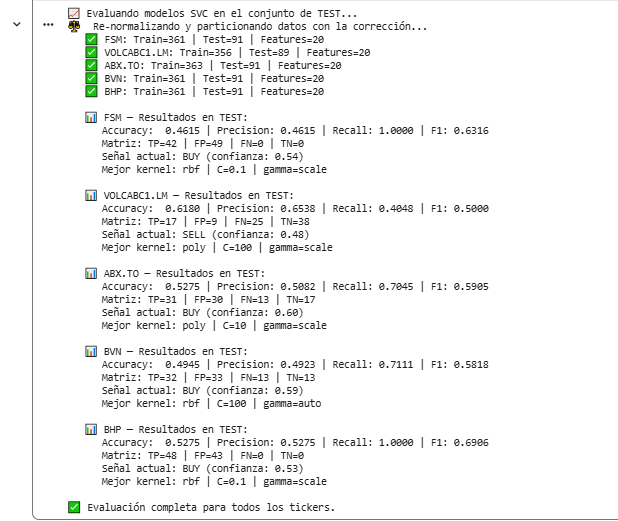 📈 Evaluando modelos SVC en el conjunto de TEST...
⚖️ Re-normalizando y particionando datos con la corrección...
✅ FSM: Train=361 | Test=91 | Features=20
✅ VOLCABC1.LM: Train=356 | Test=89 | Features=20
✅ ABX.TO: Train=363 | Test=91 | Features=20
✅ BVN: Train=361 | Test=91 | Features=20
✅ BHP: Train=361 | Test=91 | Features=20
📊 FSM — Resultados en TEST:
Accuracy: 0.4615 | Precision: 0.4615 | Recall: 1.0000 | F1: 0.6316
Matriz: TP=42 | FP=49 | FN=0 | TN=0
Señal actual: BUY (confianza: 0.54)
Mejor kernel: rbf | C=0.1 | gamma=scale
📊 VOLCABC1.LM — Resultados en TEST:
Accuracy: 0.6180 | Precision: 0.6538 | Recall: 0.4048 | F1: 0.5000
Matriz: TP=17 | FP=9 | FN=25 | TN=38
Señal actual: SELL (confianza: 0.48)
Mejor kernel: poly | C=100 | gamma=scale
📊 ABX.TO — Resultados en TEST:
Accuracy: 0.5275 | Precision: 0.5082 | Recall: 0.7045 | F1: 0.5905
Matriz: TP=31 | FP=30 | FN=13 | TN=17
Señal actual: BUY (confianza: 0.60)
Mejor kernel: poly | C=10 | gamma=scale
📊 BVN — Resultados en TEST:
Accuracy: 0.4945 | Precision: 0.4923 | Recall: 0.7111 | F1: 0.5818
Matriz: TP=32 | FP=33 | FN=13 | TN=13
Señal actual: BUY (confianza: 0.59)
Mejor kernel: rbf | C=100 | gamma=auto
📊 BHP — Resultados en TEST:
Accuracy: 0.5275 | Precision: 0.5275 | Recall: 1.0000 | F1: 0.6906
Matriz: TP=48 | FP=43 | FN=0 | TN=0
Señal actual: BUY (confianza: 0.53)
Mejor kernel: rbf | C=0.1 | gamma=scale
✅ Evaluación completa para todos los tickers.